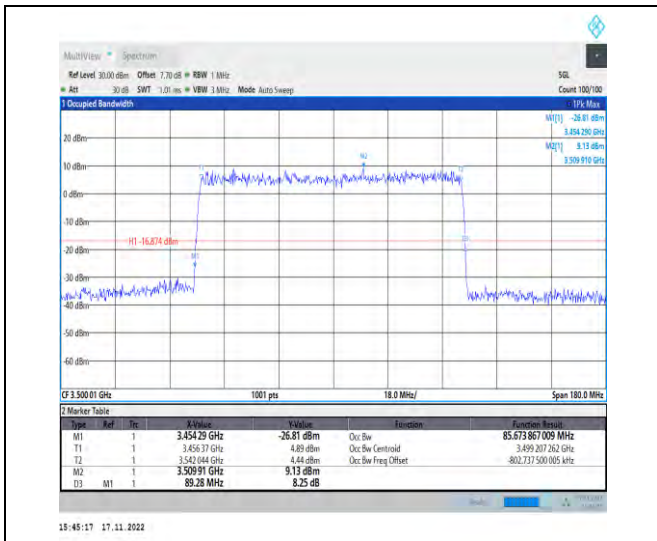 MultiView Spectrum
Ref Level 30.00 dBm Offset 7.70 dB RBW 1 MHz SGL
Att 30 dB SWT 1.01 ms VBW 3 MHz Mode Auto Sweep Count 100/100
1 Occupied Bandwidth 1Pk Max
M1[1] -26.81 dBm
3.454 290 GHz
M2[1] 9.13 dBm
3.509 910 GHz
20 dBm
10 dBm
0 dBm
-10 dBm
-20 dBm
-30 dBm
-40 dBm
-50 dBm
-60 dBm
M2
T1
T2
H1 -16.874 dBm
D3
M1
CF 3.500 01 GHz 1001 pts 18.0 MHz/ Span 180.0 MHz
2 Marker Table
Type Ref Trc X-Value Y-Value Function Function Result
M1 1 3.454 29 GHz -26.81 dBm Occ Bw 85.673 867 009 MHz
T1 1 3.456 37 GHz 4.89 dBm Occ Bw Centroid 3.499 207 262 GHz
T2 1 3.542 044 GHz 4.44 dBm Occ Bw Freq Offset -802.737 500 005 kHz
M2 1 3.509 91 GHz 9.13 dBm
D3 M1 1 89.28 MHz 8.25 dB
15:45:17 17.11.2022